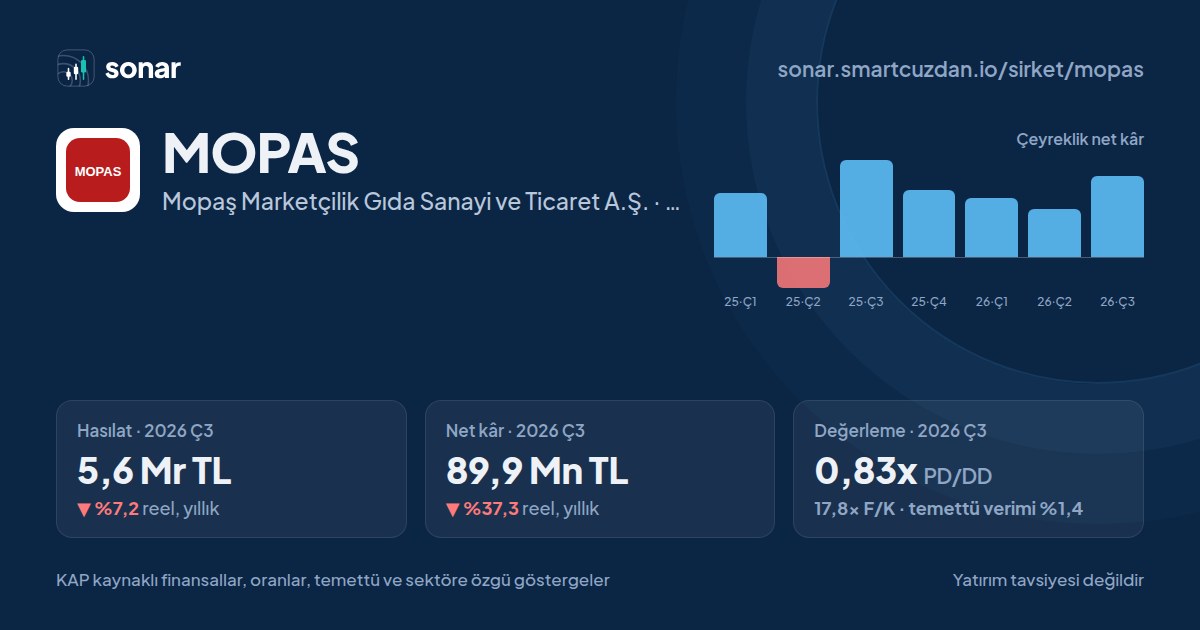 sonar
sonar.smartcuzdan.io/sirket/mopas
MOPAS
MOPAS
Mopaş Marketçilik Gıda Sanayi ve Ticaret A.Ş. · ...
Çeyreklik net kâr
25·Ç1 25·Ç2 25·Ç3 25·Ç4 26·Ç1 26·Ç2 26·Ç3
Hasılat · 2026 Ç3
5,6 Mr TL
▼ %7,2 reel, yıllık
Net kâr · 2026 Ç3
89,9 Mn TL
▼ %37,3 reel, yıllık
Değerleme · 2026 Ç3
0,83x PD/DD
17,8× F/K · temettü verimi %1,4
KAP kaynaklı finansallar, oranlar, temettü ve sektöre özgü göstergeler
Yatırım tavsiyesi değildir